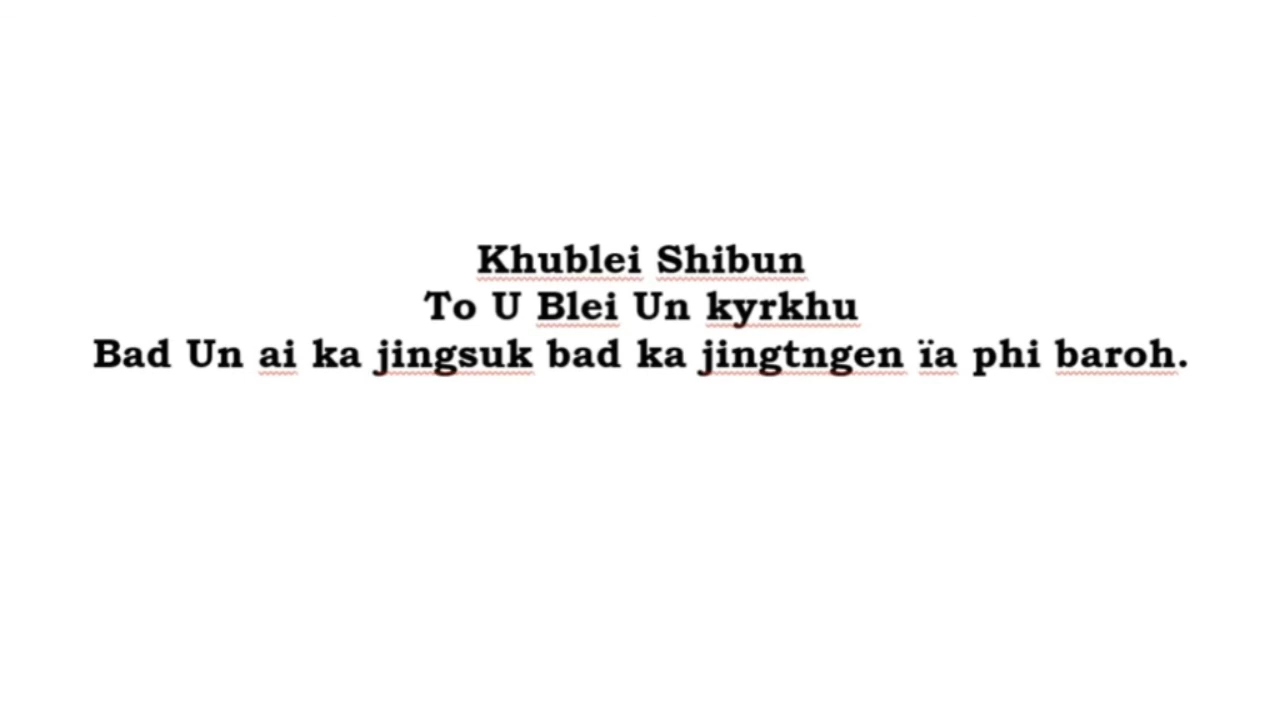 Khublei Shibun
To U Blei Un kyrkhu
Bad Un ai ka jingsuk bad ka jingtngen ïa phi baroh.